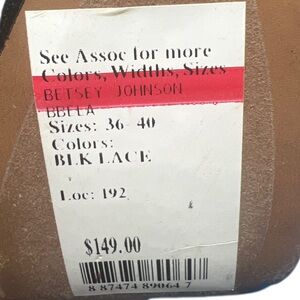 See Assoc for more
Colors, Widths, Sizes
BETSEY JOHNSON
BBELA
Sizes: 36-40
Colors:
BLK LACE
Loc: 192
$149.00
8 87474 89064 7